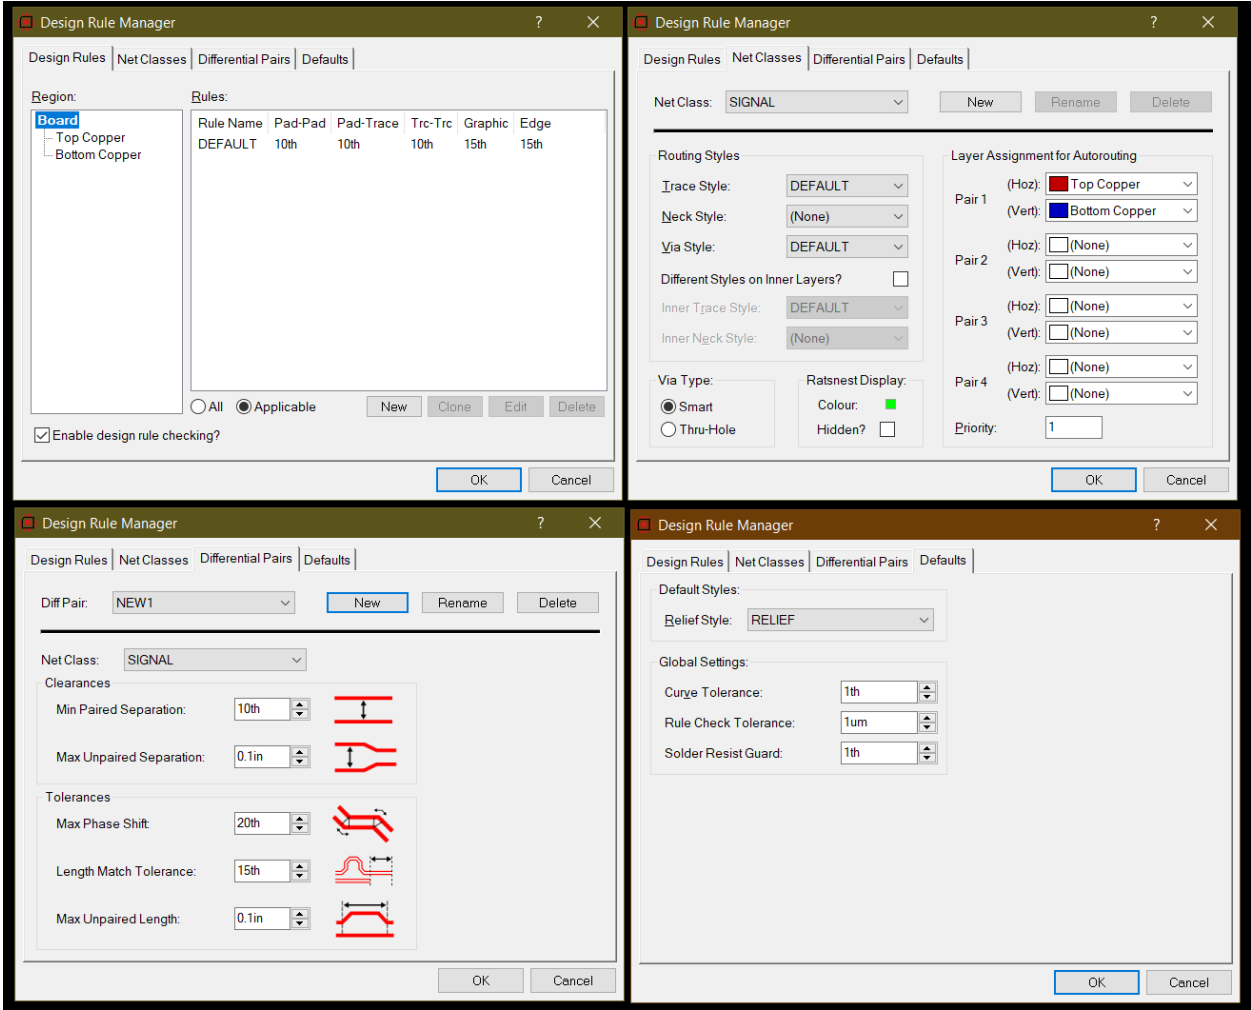 Design Rule Manager ? ×
Design Rules Net Classes Differential Pairs Defaults
Region: Rules:
Board
Top Copper
Bottom Copper
Rule Name Pad-Pad Pad-Trace Trc-Trc Graphic Edge
DEFAULT 10th 10th 10th 15th 15th
All Applicable New Clone Edit Delete
Enable design rule checking?
OK Cancel
Design Rule Manager ? ×
Design Rules Net Classes Differential Pairs Defaults
Net Class: SIGNAL New Rename Delete
Routing Styles
Trace Style: DEFAULT
Neck Style: (None)
Via Style: DEFAULT
Different Styles on Inner Layers?
Inner Trace Style: DEFAULT
Inner Neck Style: (None)
Via Type:
Smart
Thru-Hole
Ratsnest Display:
Colour:
Hidden?
Layer Assignment for Autorouting
Pair 1
(Hoz): Top Copper
(Vert): Bottom Copper
Pair 2
(Hoz): (None)
(Vert): (None)
Pair 3
(Hoz): (None)
(Vert): (None)
Pair 4
(Hoz): (None)
(Vert): (None)
Priority: 1
OK Cancel
Design Rule Manager ? ×
Design Rules Net Classes Differential Pairs Defaults
Diff Pair: NEW1 New Rename Delete
Net Class: SIGNAL
Clearances
Min Paired Separation: 10th
Max Unpaired Separation: 0.1in
Tolerances
Max Phase Shift: 20th
Length Match Tolerance: 15th
Max Unpaired Length: 0.1in
OK Cancel
Design Rule Manager ? ×
Design Rules Net Classes Differential Pairs Defaults
Default Styles:
Relief Style: RELIEF
Global Settings:
Curve Tolerance: 1th
Rule Check Tolerance: 1um
Solder Resist Guard: 1th
OK Cancel